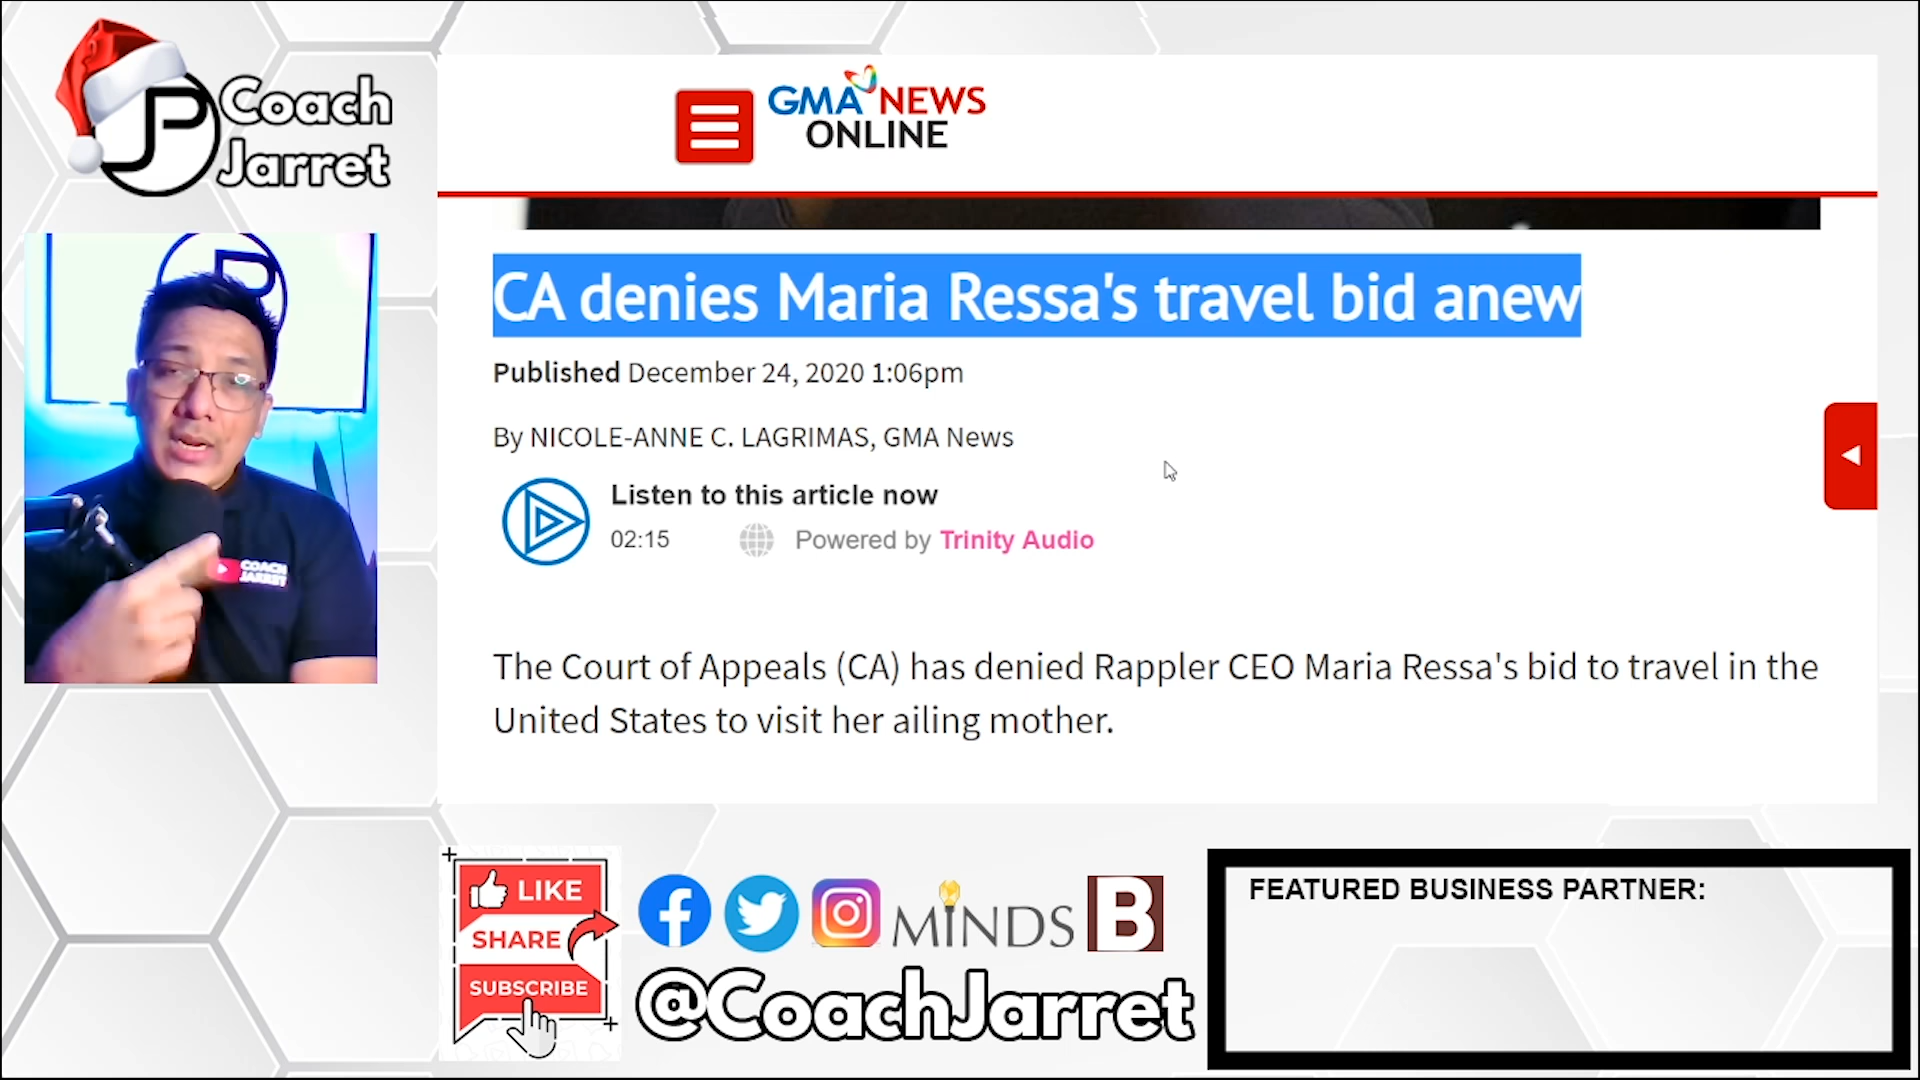 Coach
Jarret
GMA NEWS
ONLINE
CA denies Maria Ressa's travel bid anew
Published December 24, 2020 1:06pm
By NICOLE-ANNE C. LAGRIMAS, GMA News
Listen to this article now
02:15 Powered by Trinity Audio
The Court of Appeals (CA) has denied Rappler CEO Maria Ressa's bid to travel in the
United States to visit her ailing mother.
COACH
JARRET
LIKE
SHARE
SUBSCRIBE
MINDS B
@CoachJarret
FEATURED BUSINESS PARTNER: